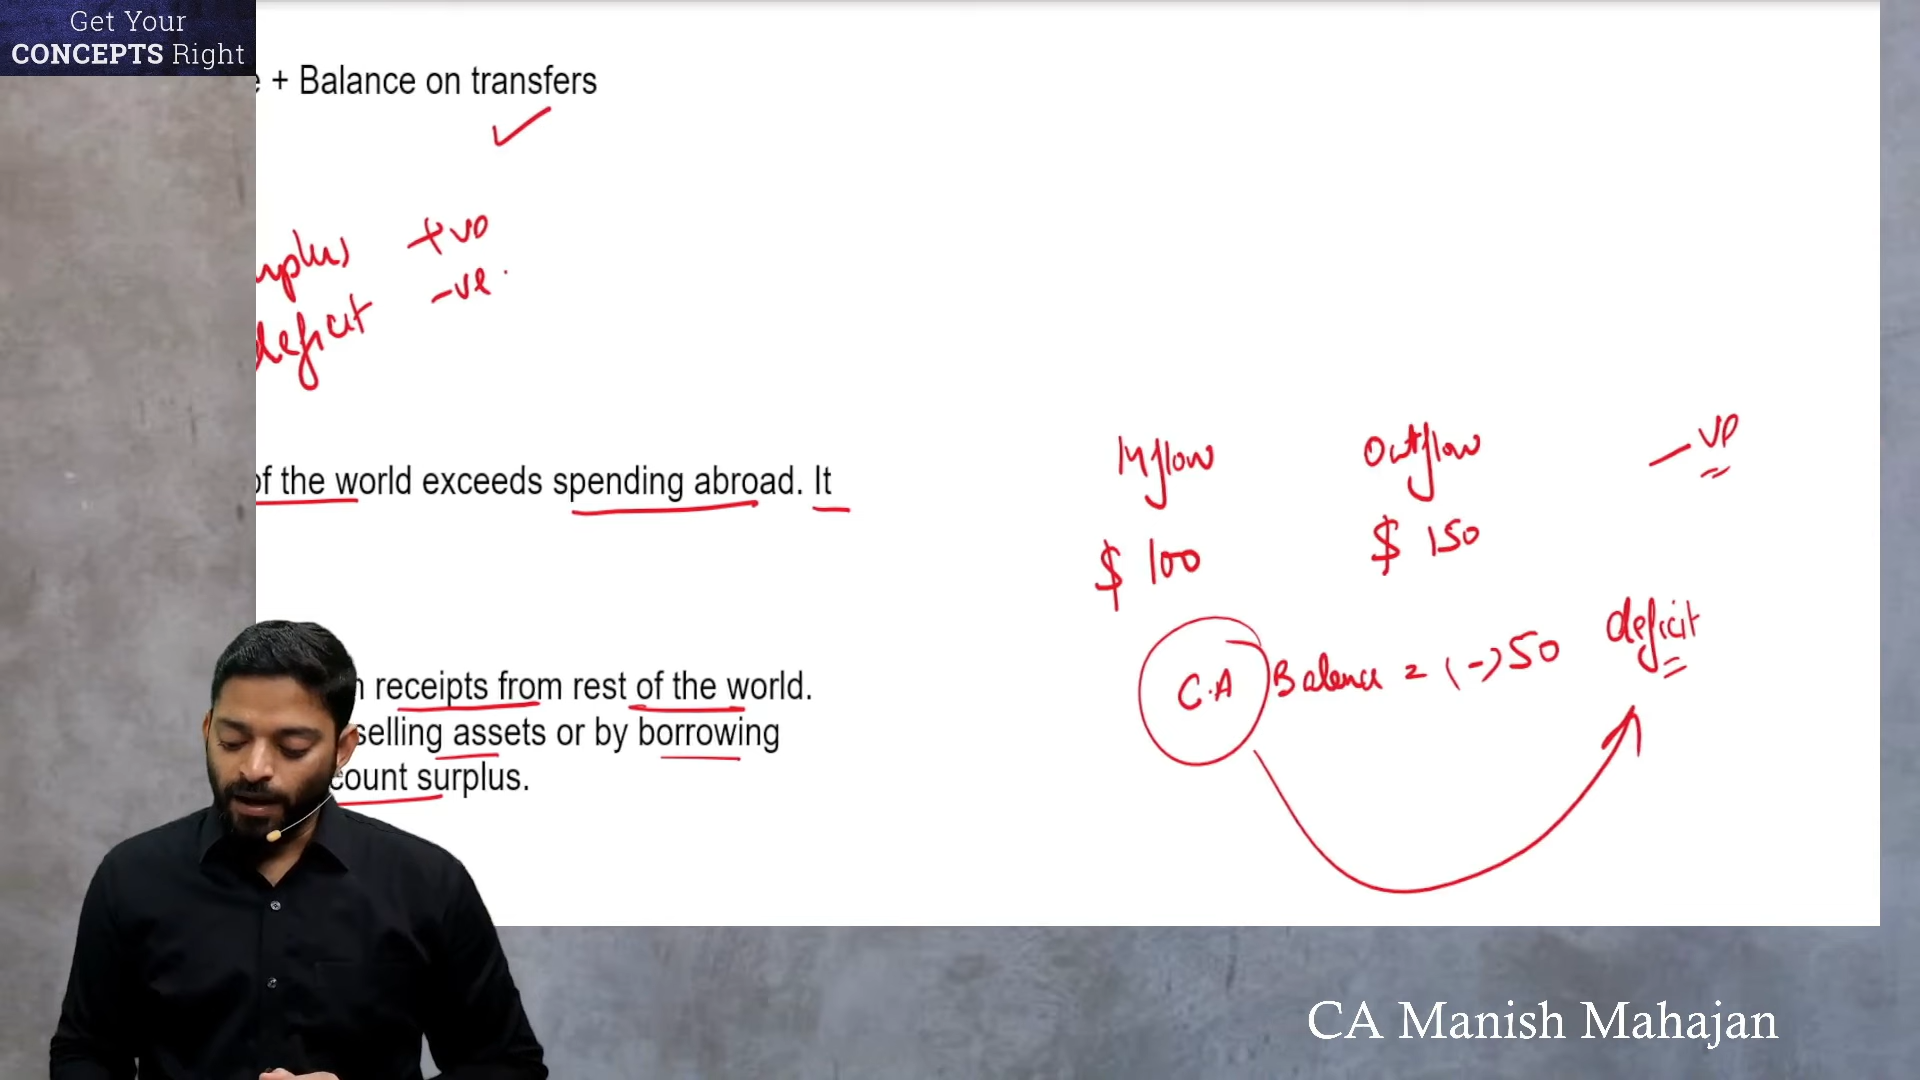 Get Your
CONCEPTS Right
+ Balance on transfers
+ve
-ve
deficit
of the world exceeds spending abroad. It
Inflow Outflow -ve
$ 100 $ 150
C.A Balance = (-) 50 deficit
receipts from rest of the world.
selling assets or by borrowing
count surplus.
CA Manish Mahajan